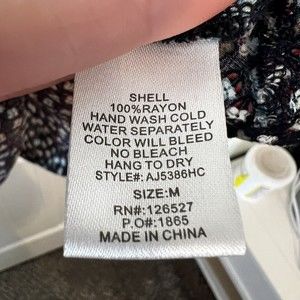 SHELL
100%RAYON
HAND WASH COLD
WATER SEPARATELY
COLOR WILL BLEED
NO BLEACH
HANG TO DRY
STYLE#: AJ5386HC
SIZE:M
RN#:126527
P.O#:1865
MADE IN CHINA